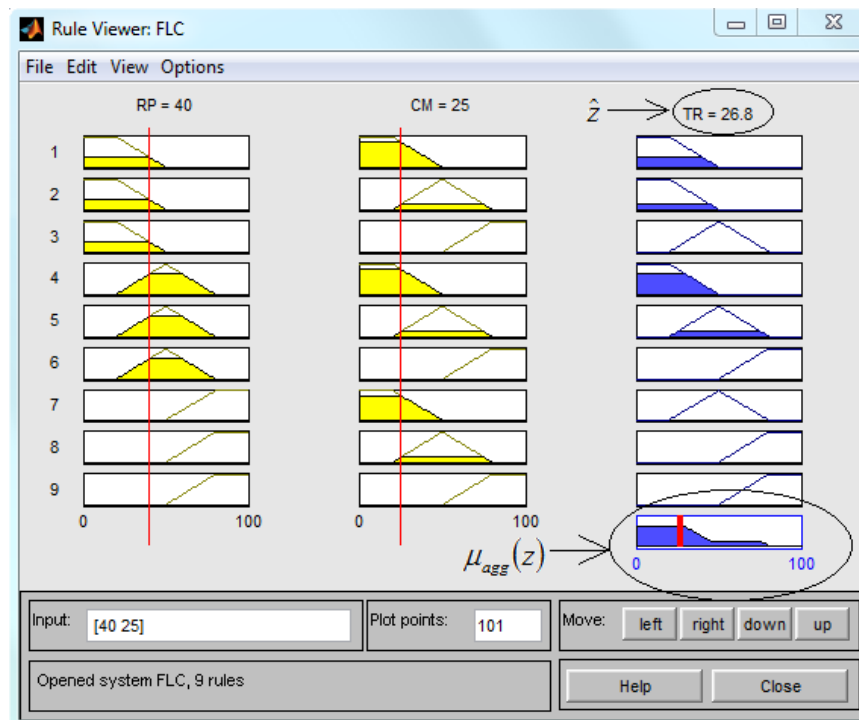 Rule Viewer: FLC
File Edit View Options
RP = 40
CM = 25
ẑ
TR = 26.8
1
2
3
4
5
6
7
8
9
0 100
0 100
0 100
μagg(z)
Input: [40 25]
Plot points: 101
Move: left right down up
Opened system FLC, 9 rules
Help Close